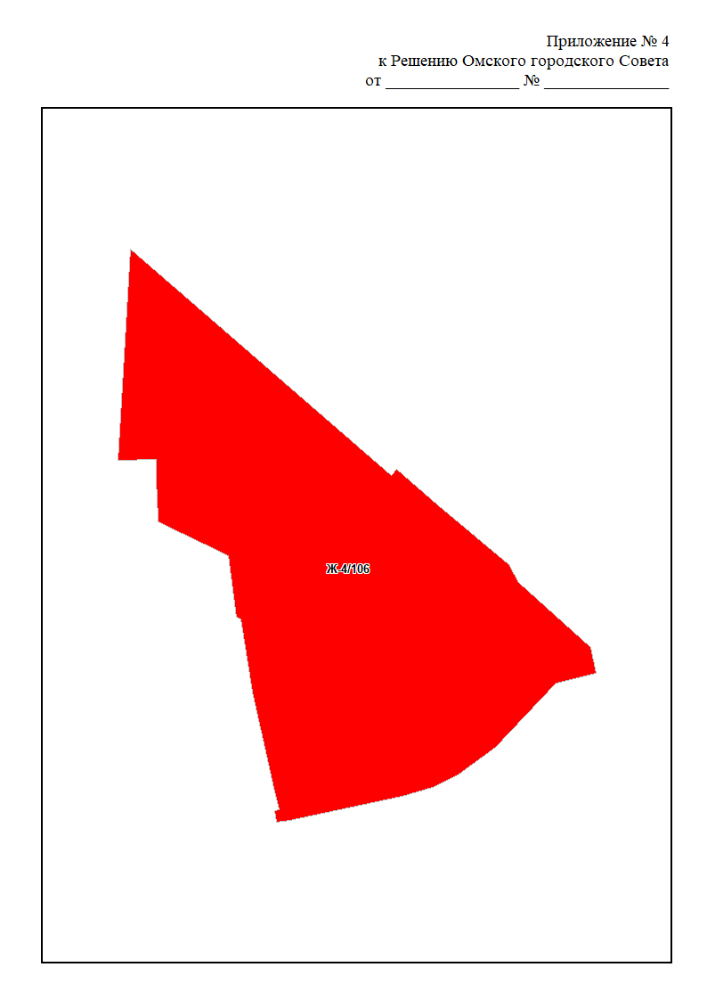 Приложение № 4
к Решению Омского городского Совета
от ________________ № _______________
Ж-4/106